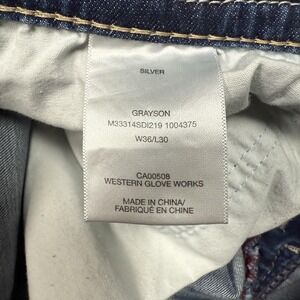 SILVER
GRAYSON
M33314SDI219 1004375
W36/L30
CA00508
WESTERN GLOVE WORKS
MADE IN CHINA/
FABRIQUÉ EN CHINE